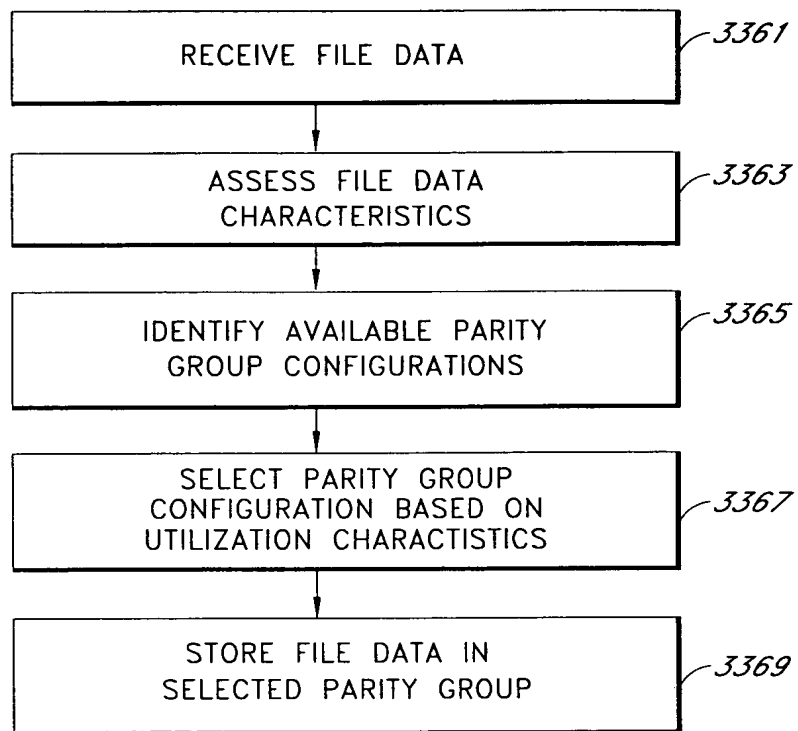 RECEIVE FILE DATA
3361
ASSESS FILE DATA
CHARACTERISTICS
3363
IDENTIFY AVAILABLE PARITY
GROUP CONFIGURATIONS
3365
SELECT PARITY GROUP
CONFIGURATION BASED ON
UTILIZATION CHARACTISTICS
3367
STORE FILE DATA IN
SELECTED PARITY GROUP
3369